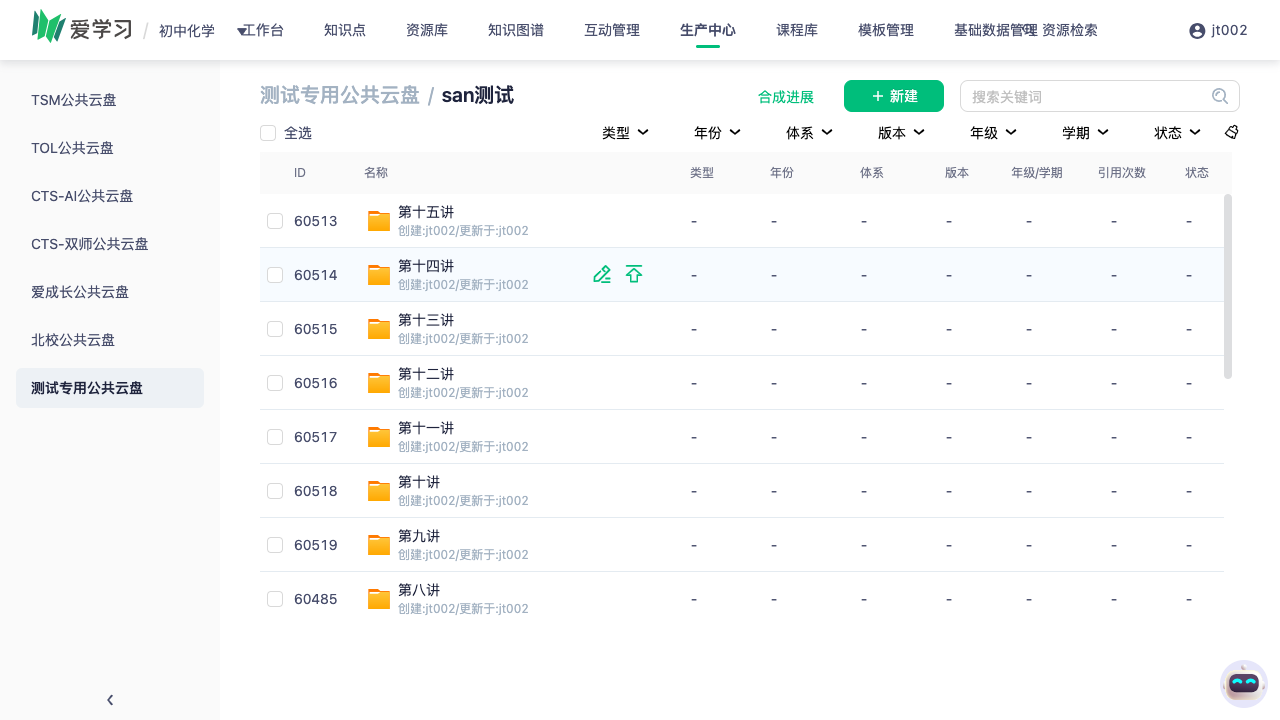 爱学习 / 初中化学 工作台 知识点 资源库 知识图谱 互动管理 生产中心 课程库 模板管理 基础数据管理 资源检索 jt002
TSM公共云盘
TOL公共云盘
CTS-AI公共云盘
CTS-双师公共云盘
爱成长公共云盘
北校公共云盘
测试专用公共云盘
测试专用公共云盘 / san测试 合成进展 + 新建 搜索关键词
全选 类型 年份 体系 版本 年级 学期 状态
ID 名称 类型 年份 体系 版本 年级/学期 引用次数 状态
60513 第十五讲 - - - - - - -
创建:jt002/更新于:jt002
60514 第十四讲 - - - - - - -
创建:jt002/更新于:jt002
60515 第十三讲 - - - - - - -
创建:jt002/更新于:jt002
60516 第十二讲 - - - - - - -
创建:jt002/更新于:jt002
60517 第十一讲 - - - - - - -
创建:jt002/更新于:jt002
60518 第十讲 - - - - - - -
创建:jt002/更新于:jt002
60519 第九讲 - - - - - - -
创建:jt002/更新于:jt002
60485 第八讲 - - - - - - -
创建:jt002/更新于:jt002